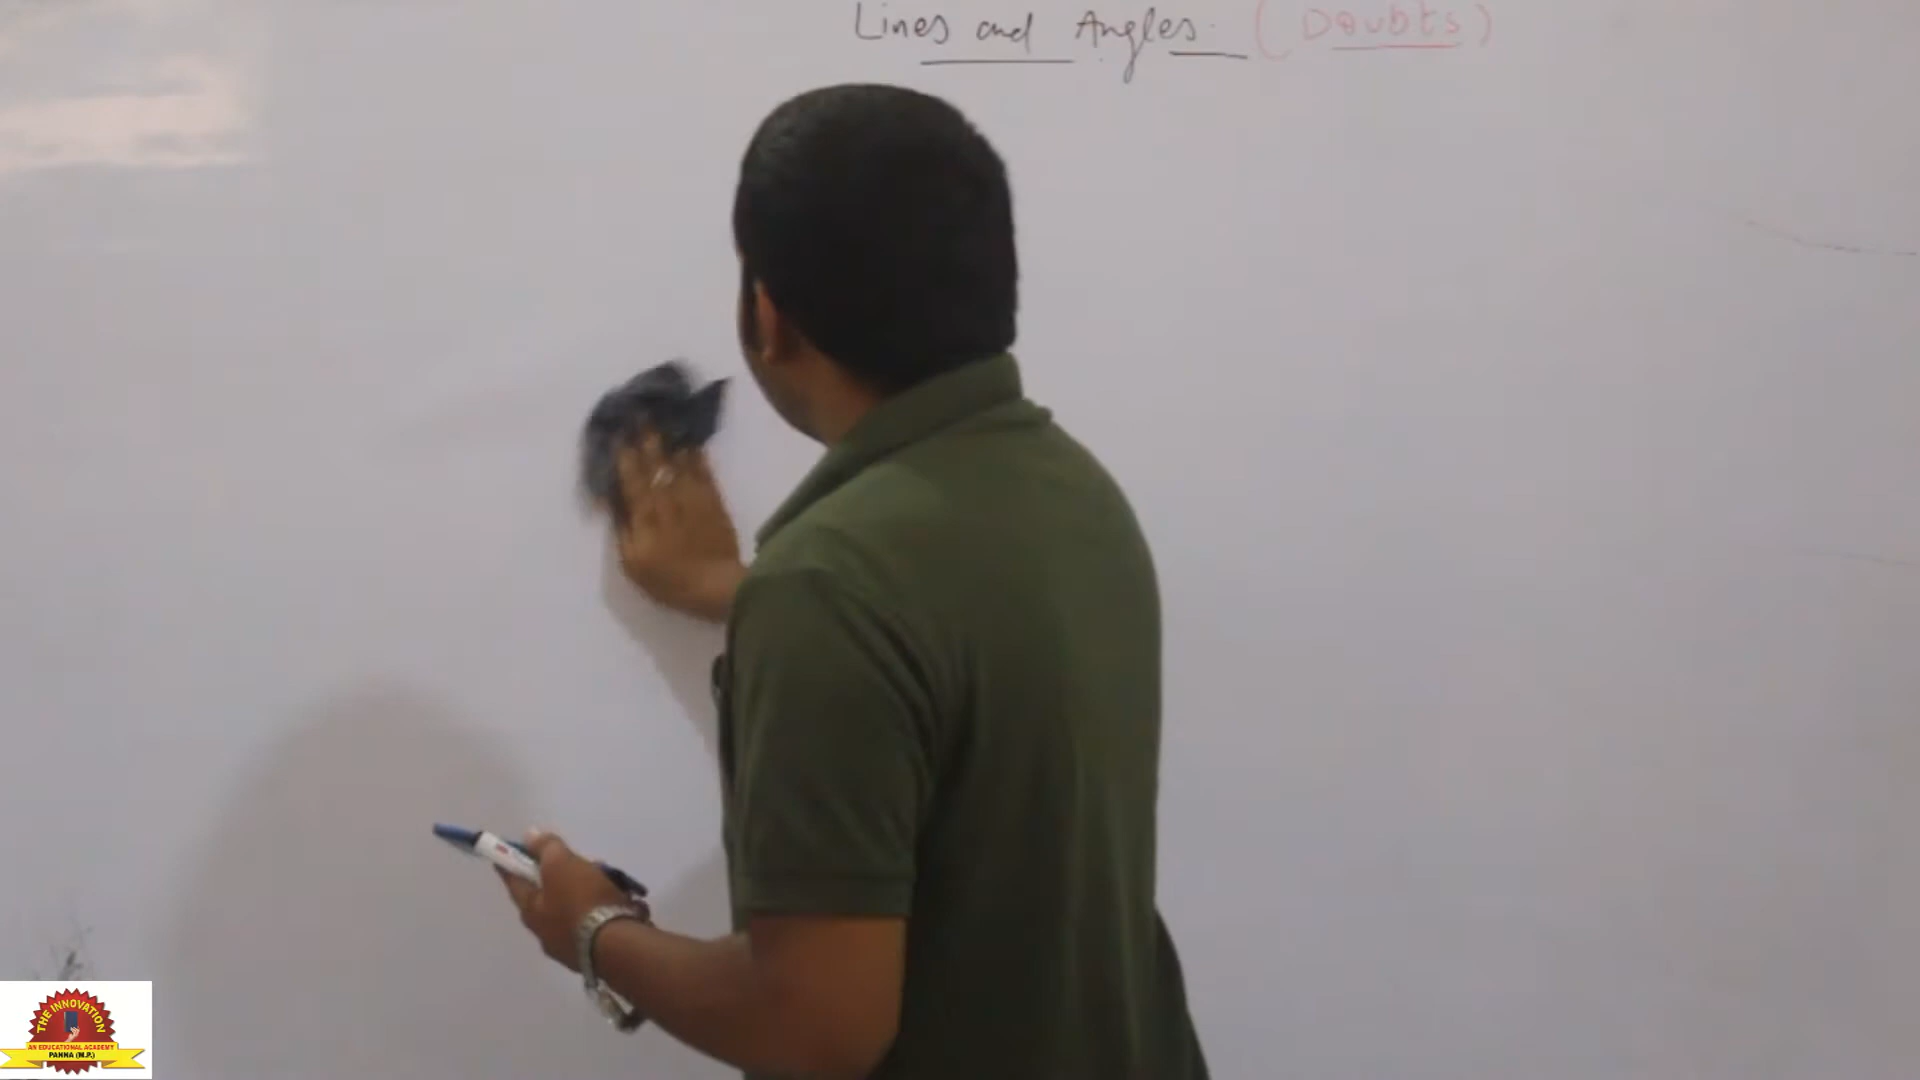 Lines and Angles. (Doubts)
THE INNOVATION
AN EDUCATIONAL ACADEMY
PANNA (M.P.)